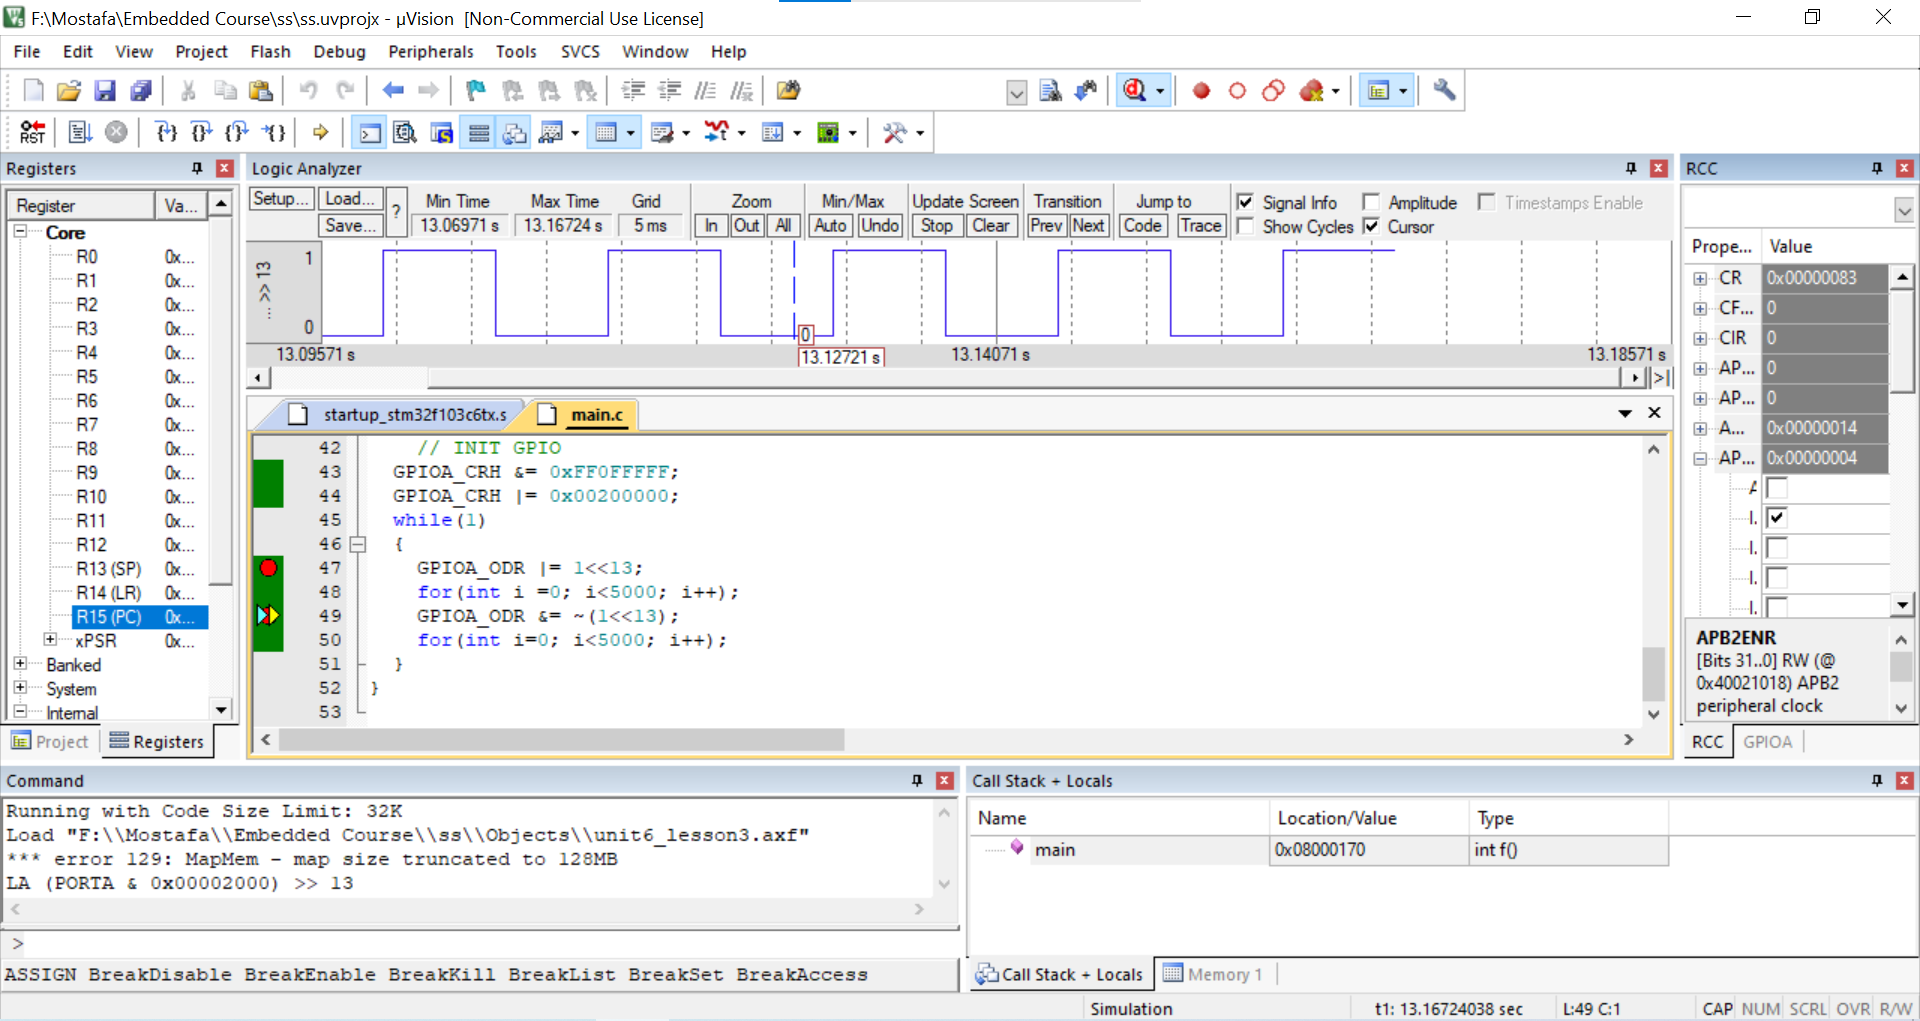 F:\Mostafa\Embedded Course\ss\ss.uvprojx - µVision [Non-Commercial Use License]
File Edit View Project Flash Debug Peripherals Tools SVCS Window Help
RST
Registers
Register Va...
Core
R0 0x...
R1 0x...
R2 0x...
R3 0x...
R4 0x...
R5 0x...
R6 0x...
R7 0x...
R8 0x...
R9 0x...
R10 0x...
R11 0x...
R12 0x...
R13 (SP) 0x...
R14 (LR) 0x...
R15 (PC) 0x...
xPSR 0x...
Banked
System
Internal
Project Registers
Logic Analyzer
Setup... Load... ? Min Time Max Time Grid Zoom Min/Max Update Screen Transition Jump to Signal Info Amplitude Timestamps Enable
Save... 13.06971 s 13.16724 s 5 ms In Out All Auto Undo Stop Clear Prev Next Code Trace Show Cycles Cursor
... >> 13
1
0
0
13.09571 s 13.12721 s 13.14071 s 13.18571 s
startup_stm32f103c6tx.s main.c
42 // INIT GPIO
43 GPIOA_CRH &= 0xFF0FFFFF;
44 GPIOA_CRH |= 0x00200000;
45 while(1)
46 {
47 GPIOA_ODR |= 1<<13;
48 for(int i =0; i<5000; i++);
49 GPIOA_ODR &= ~(1<<13);
50 for(int i=0; i<5000; i++);
51 }
52 }
53
RCC
Prope... Value
CR 0x00000083
CF... 0
CIR 0
AP... 0
AP... 0
A... 0x00000014
AP... 0x00000004
APB2ENR
[Bits 31..0] RW (@
0x40021018) APB2
peripheral clock
RCC GPIOA
Command
Running with Code Size Limit: 32K
Load "F:\\Mostafa\\Embedded Course\\ss\\Objects\\unit6_lesson3.axf"
*** error 129: MapMem - map size truncated to 128MB
LA (PORTA & 0x00002000) >> 13
>
ASSIGN BreakDisable BreakEnable BreakKill BreakList BreakSet BreakAccess
Call Stack + Locals
Name Location/Value Type
main 0x08000170 int f()
Call Stack + Locals Memory 1
Simulation t1: 13.16724038 sec L:49 C:1 CAP NUM SCRL OVR R/W